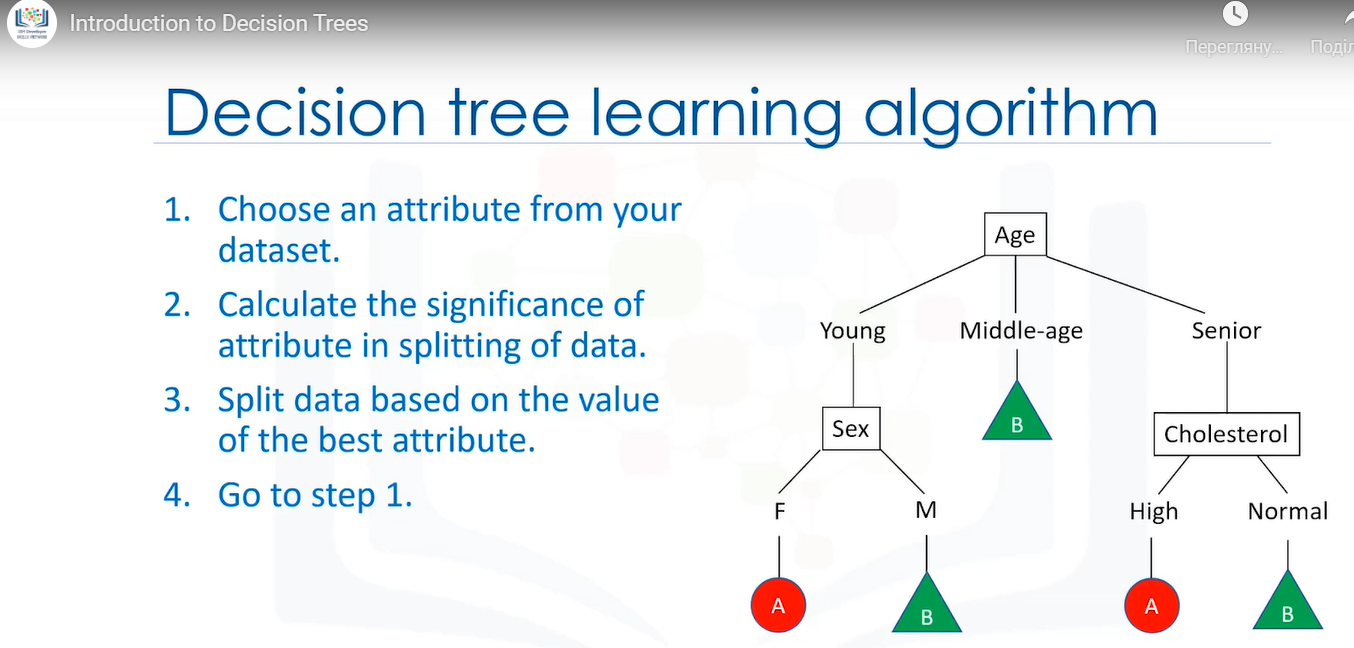 Introduction to Decision Trees
Перегляну...
Decision tree learning algorithm
1. Choose an attribute from your
dataset.
2. Calculate the significance of
attribute in splitting of data.
3. Split data based on the value
of the best attribute.
4. Go to step 1.
Age
Young Middle-age Senior
B
Sex Cholesterol
F M High Normal
A B A B